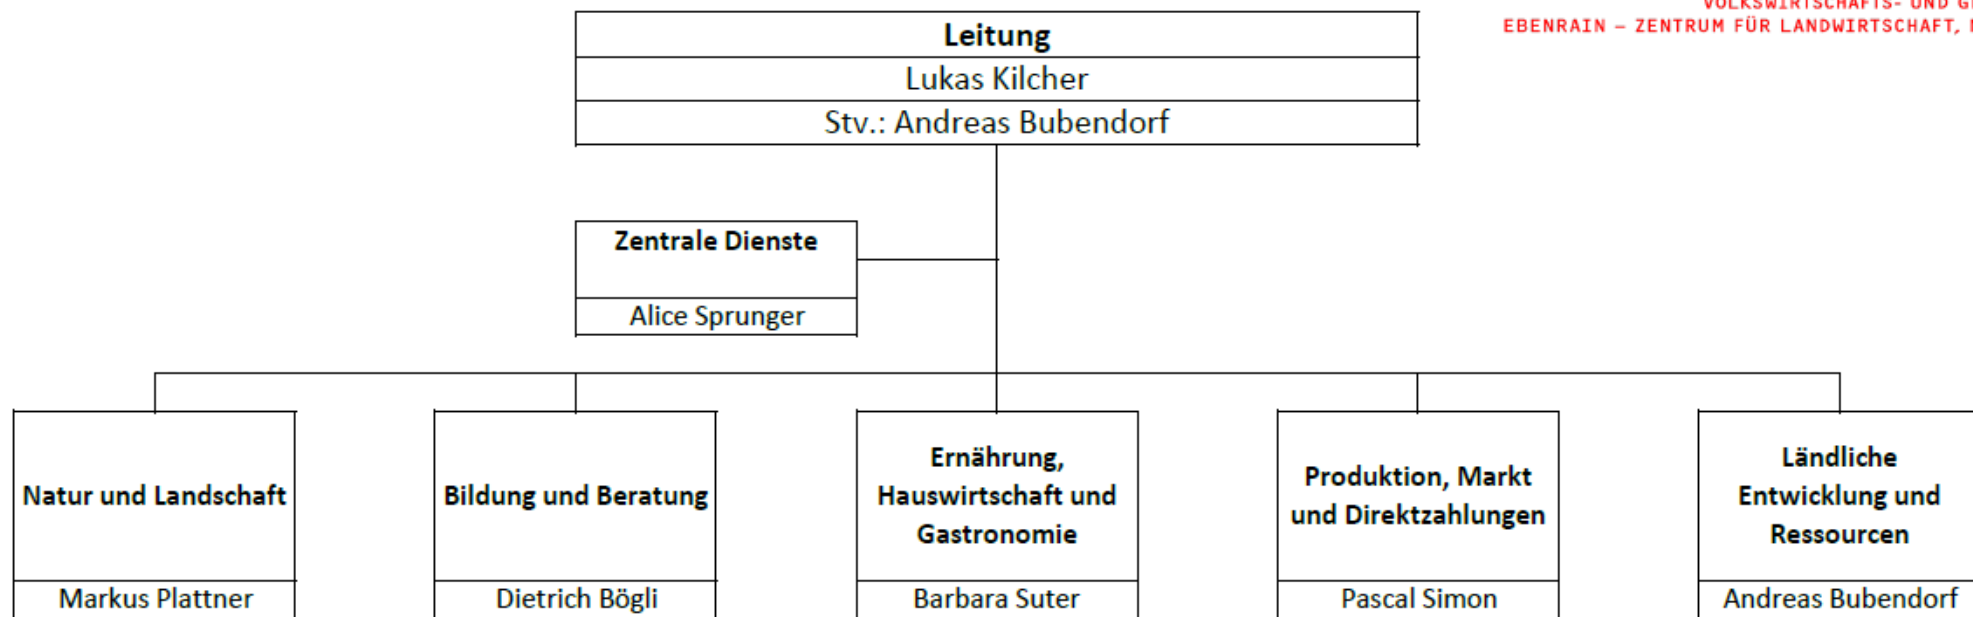 VOLKSWIRTSCHAFTS- UND
EBENRAIN – ZENTRUM FÜR LANDWIRTSCHAFT,
Leitung
Lukas Kilcher
Stv.: Andreas Bubendorf
Zentrale Dienste
Alice Sprunger
Natur und Landschaft
Markus Plattner
Bildung und Beratung
Dietrich Bögli
Ernährung,
Hauswirtschaft und
Gastronomie
Barbara Suter
Produktion, Markt
und Direktzahlungen
Pascal Simon
Ländliche
Entwicklung und
Ressourcen
Andreas Bubendorf